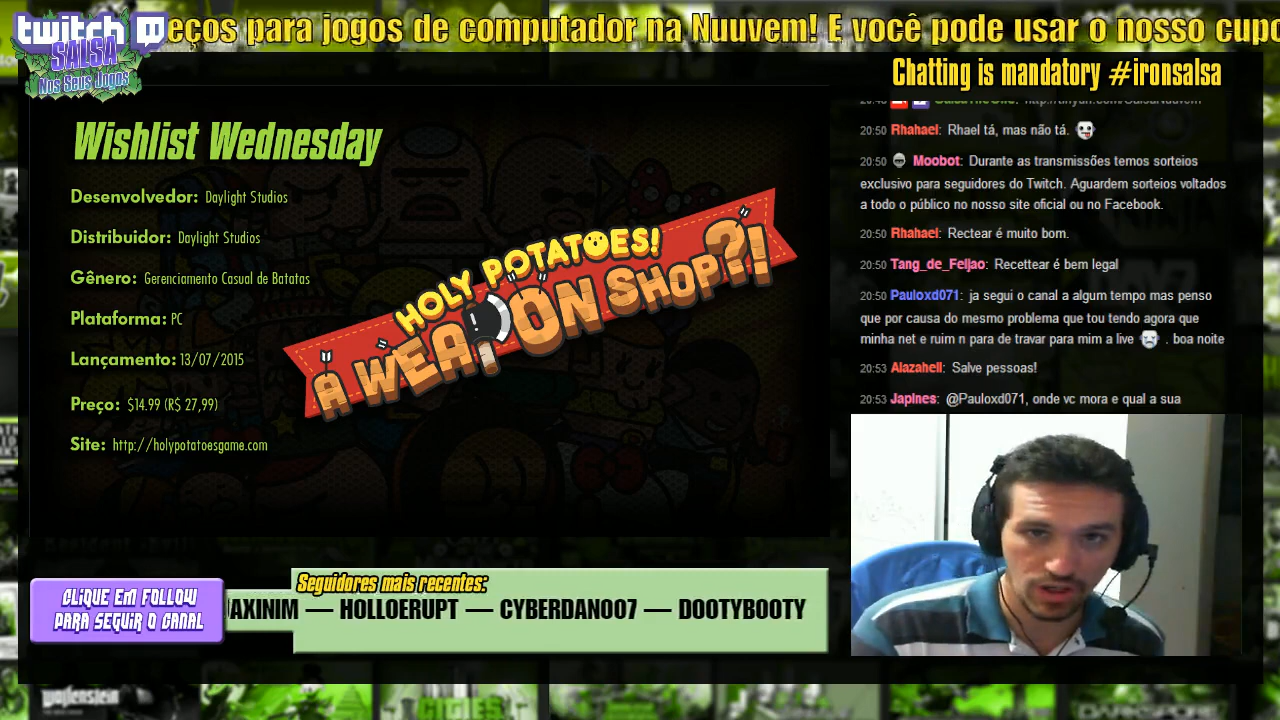 twitch
eços para jogos de computador na Nuuvem! E você pode usar o nosso cupo
SALSA
Nos Seus Jogos
Chatting is mandatory #ironsalsa
Wishlist Wednesday
Desenvolvedor: Daylight Studios
Distribuidor: Daylight Studios
Gênero: Gerenciamento Casual de Batatas
Plataforma: PC
Lançamento: 13/07/2015
Preço: $14.99 (R$ 27,99)
Site: http://holypotatoesgame.com
HOLY POTATOES!
A WEAPON SHOP?!
20:50 Rhahael: Rhael tá, mas não tá.
20:50 Moobot: Durante as transmissões temos sorteios
exclusivo para seguidores do Twitch. Aguardem sorteios voltados
a todo o público no nosso site oficial ou no Facebook.
20:50 Rhahael: Rectear é muito bom.
20:50 Tang_de_Feijao: Recettear é bem legal
20:50 Pauloxd071: ja segui o canal a algum tempo mas penso
que por causa do mesmo problema que tou tendo agora que
minha net e ruim n para de travar para mim a live . boa noite
20:53 Alazahell: Salve pessoas!
20:53 Japines: @Pauloxd071, onde vc mora e qual a sua
CLIQUE EM FOLLOW
PARA SEGUIR O CANAL
Seguidores mais recentes:
AXINIM — HOLLOERUPT — CYBERDANOO7 — DOOTYBOOTY
Wolfenstein
CITIES
DARKSPORE